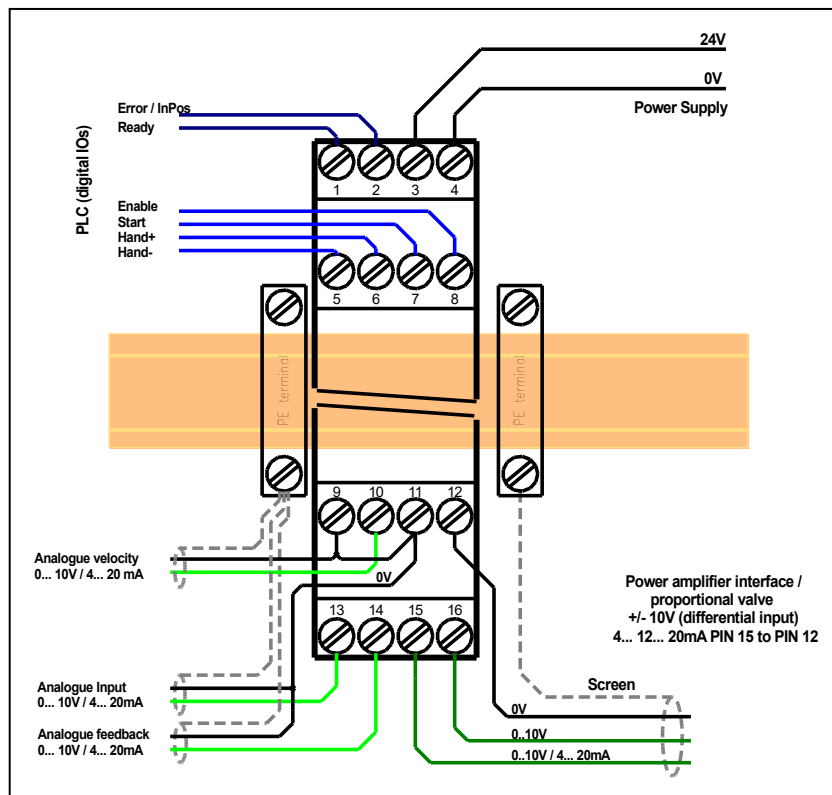 24V
0V
Power Supply
Error / InPos
Ready
PLC (digital IOs)
1 2 3 4
Enable
Start
Hand+
Hand-
5 6 7 8
PE terminal
PE terminal
9 10 11 12
Analogue velocity
0... 10V / 4... 20 mA
0V
Power amplifier interface /
proportional valve
+/- 10V (differential input)
4... 12... 20mA PIN 15 to PIN 12
13 14 15 16
Analogue Input
0... 10V / 4... 20mA
Screen
0V
Analogue feedback
0... 10V / 4... 20mA
0..10V
0..10V / 4... 20mA